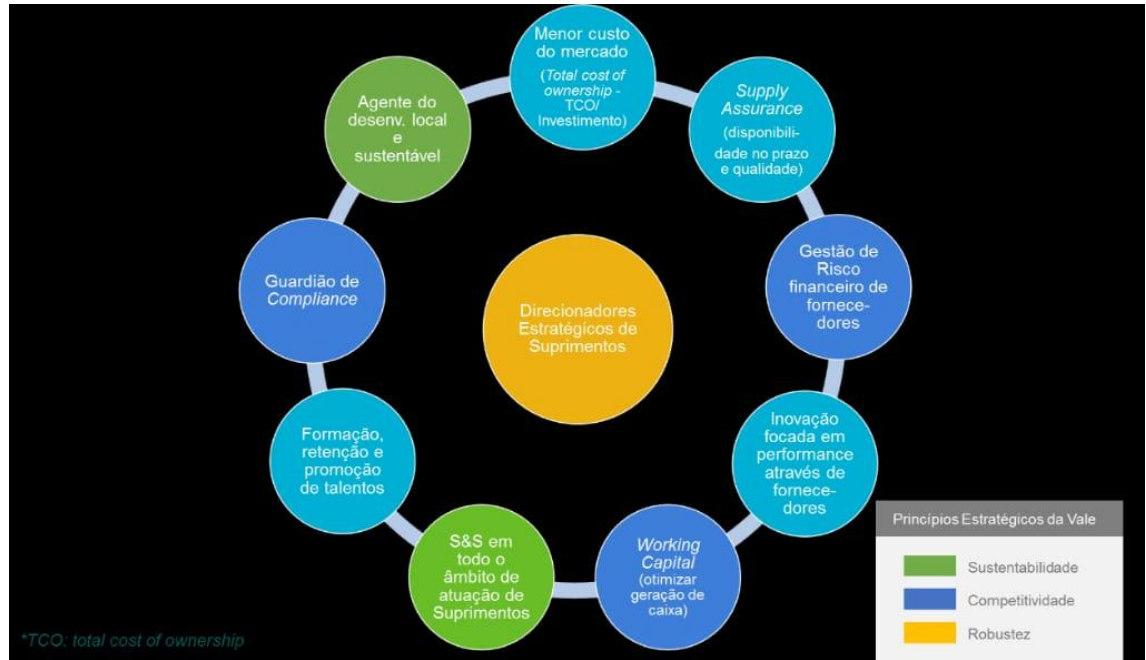 Menor custo
do mercado
(Total cost of
ownership -
TCO/
Investimento)
Supply
Assurance
(disponibili-
dade no prazo
e qualidade)
Gestão de
Risco
financeiro de
fornece-
dores
Inovação
focada em
performance
através de
fornece-
dores
Working
Capital
(otimizar
geração de
caixa)
S&S em
todo o
âmbito de
atuação de
Suprimentos
Formação,
retenção e
promoção
de talentos
Guardião de
Compliance
Agente do
desenv. local
e
sustentável
Direcionadores
Estratégicos de
Suprimentos
Princípios Estratégicos da Vale
Sustentabilidade
Competitividade
Robustez
*TCO: total cost of ownership